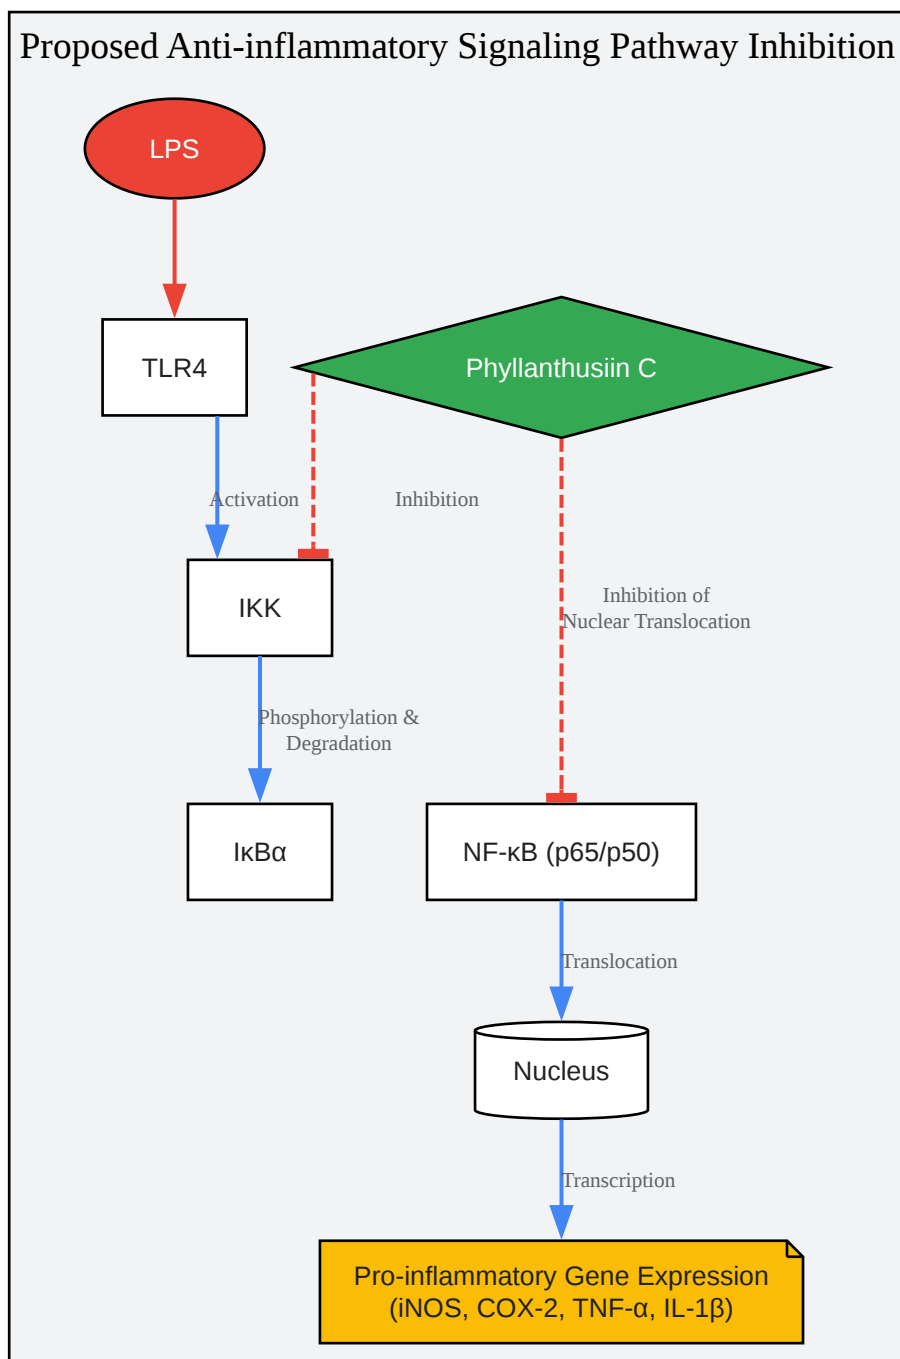 Proposed Anti-inflammatory Signaling Pathway Inhibition
LPS
TLR4
Phyllanthusiin C
Activation
Inhibition
IKK
Inhibition of
Nuclear Translocation
Phosphorylation &
Degradation
IκBα
NF-κB (p65/p50)
Translocation
Nucleus
Transcription
Pro-inflammatory Gene Expression
(iNOS, COX-2, TNF-α, IL-1β)